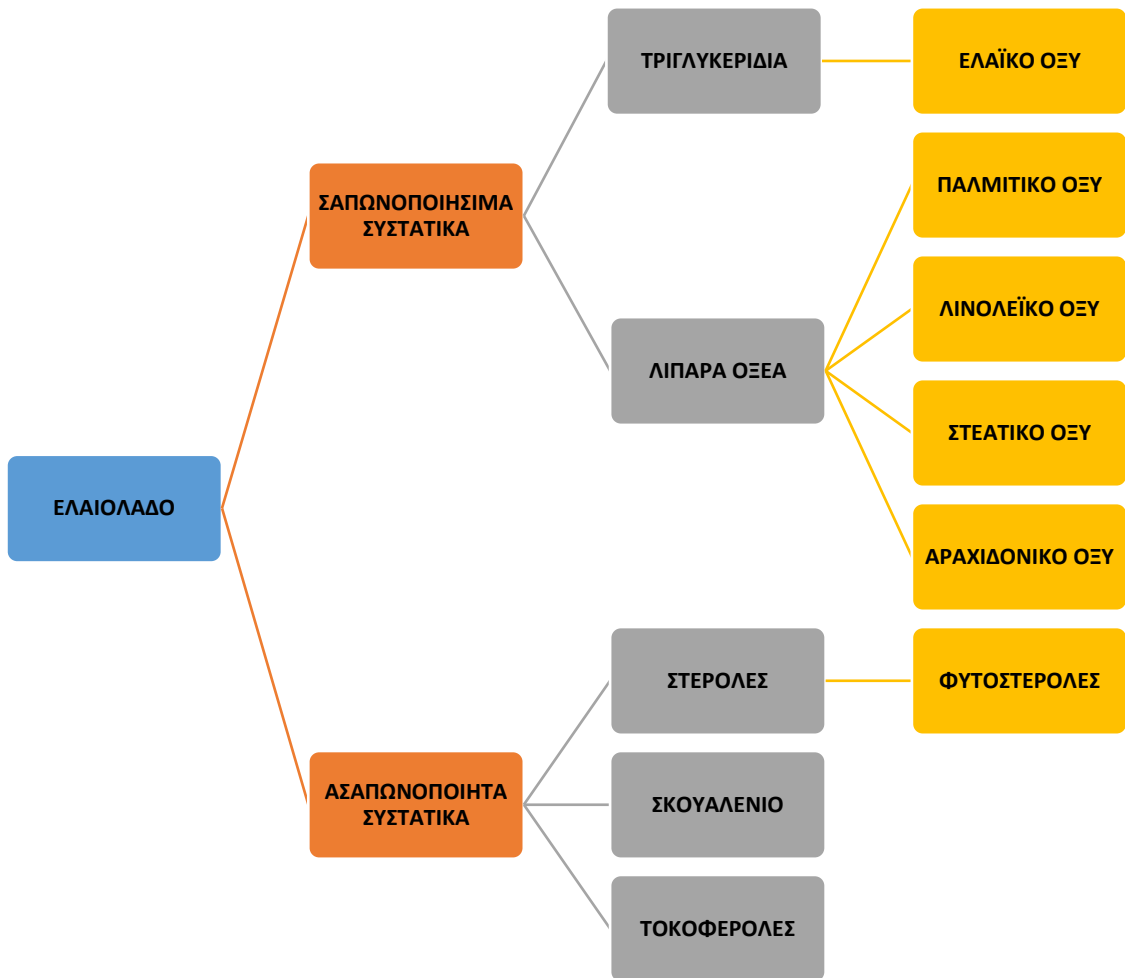 ΤΡΙΓΛΥΚΕΡΙΔΙΑ
ΕΛΑΪΚΟ ΟΞΥ
ΠΑΛΜΙΤΙΚΟ ΟΞΥ
ΣΑΠΩΝΟΠΟΙΗΣΙΜΑ
ΣΥΣΤΑΤΙΚΑ
ΛΙΝΟΛΕΪΚΟ ΟΞΥ
ΛΙΠΑΡΑ ΟΞΕΑ
ΣΤΕΑΤΙΚΟ ΟΞΥ
ΕΛΑΙΟΛΑΔΟ
ΑΡΑΧΙΔΟΝΙΚΟ ΟΞΥ
ΣΤΕΡΟΛΕΣ
ΦΥΤΟΣΤΕΡΟΛΕΣ
ΑΣΑΠΩΝΟΠΟΙΗΤΑ
ΣΥΣΤΑΤΙΚΑ
ΣΚΟΥΑΛΕΝΙΟ
ΤΟΚΟΦΕΡΟΛΕΣ